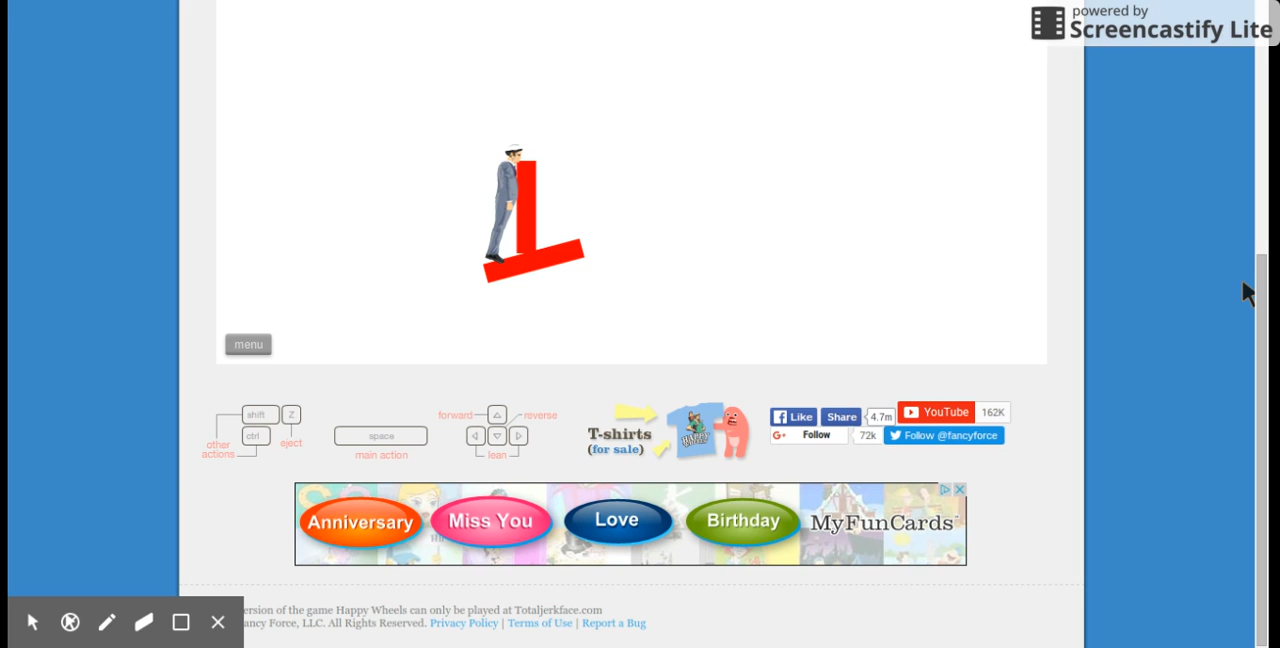 powered by
Screencastify Lite
menu
shift Z
ctrl
other actions
eject
space
main action
forward reverse
lean
T-shirts
(for sale)
HAPPY WHEELS
Like Share 4.7m YouTube 162K
G+ Follow 72k Follow @fancyforce
Anniversary Miss You Love Birthday MyFunCards
ersion of the game Happy Wheels can only be played at Totaljerkface.com
ancy Force, LLC. All Rights Reserved. Privacy Policy | Terms of Use | Report a Bug